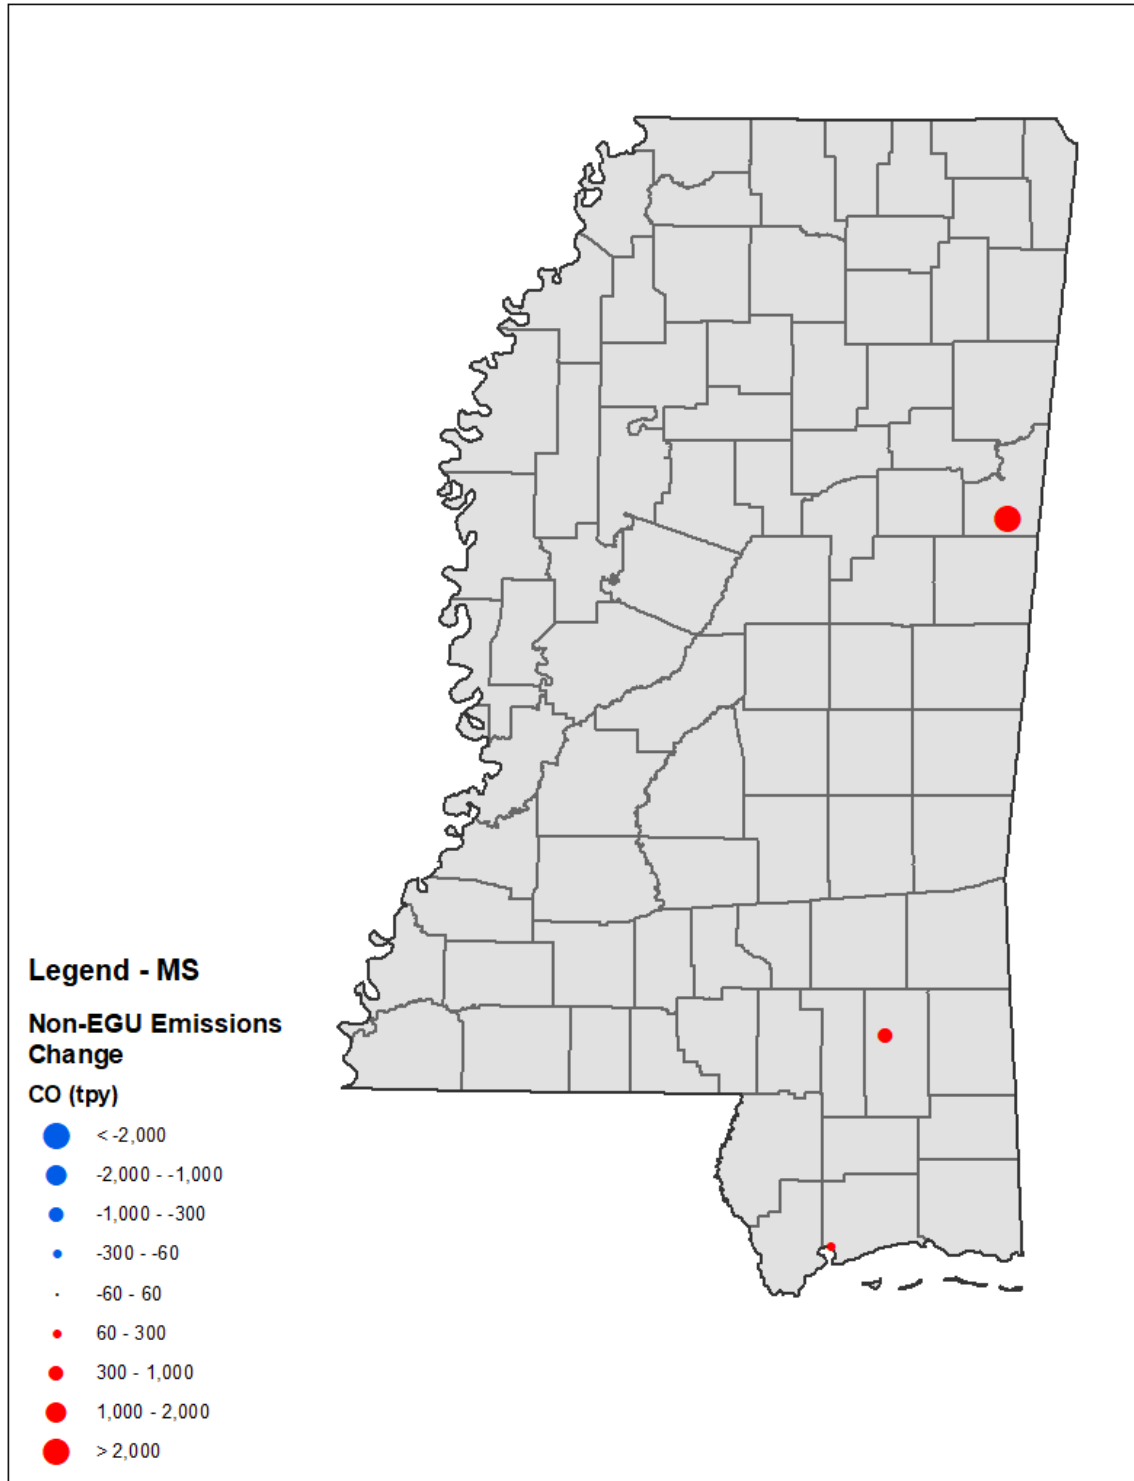 Legend - MS
Non-EGU Emissions
Change
CO (tpy)
< -2,000
-2,000 - -1,000
-1,000 - -300
-300 - -60
-60 - 60
60 - 300
300 - 1,000
1,000 - 2,000
> 2,000